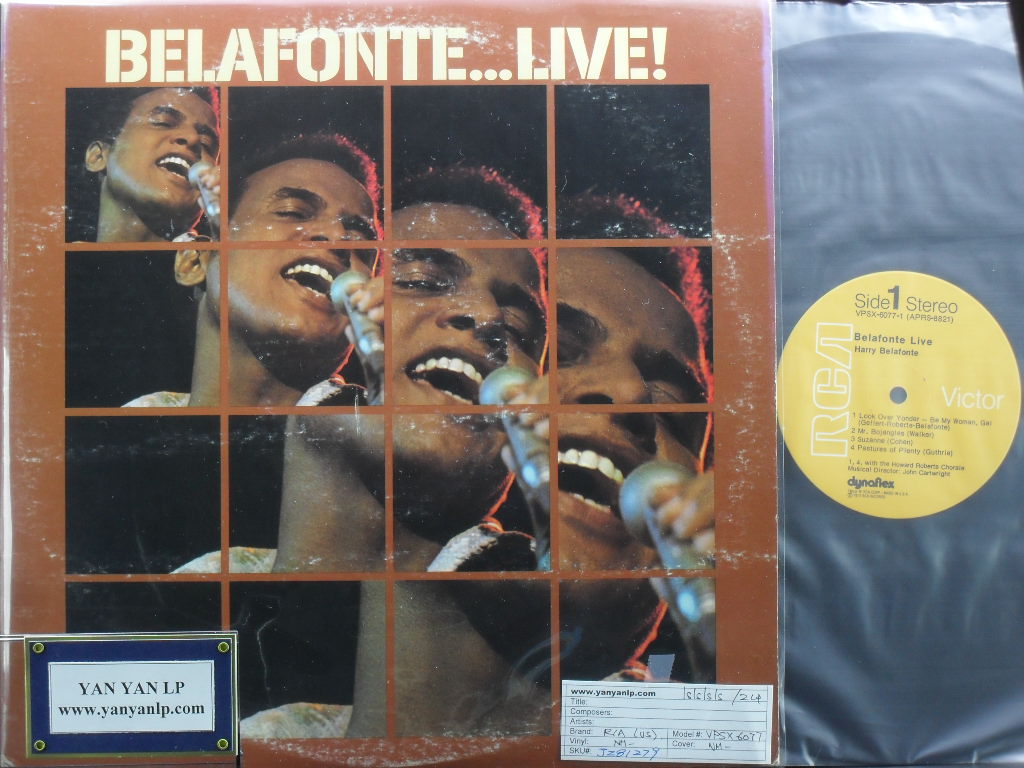 BELAFONTE...LIVE!
Side 1 Stereo
VPSX-6077-1 (APRS-8821)
Belafonte Live
Harry Belafonte
RCA
Victor
1 Look Over Yonder – Be My Woman, Gal
(Gellert-Roberts-Belafonte)
2 Mr. Bojangles (Walker)
3 Suzanne (Cohen)
4 Pastures of Plenty (Guthrie)
1, 4, with the Howard Roberts Chorale
Musical Director: John Cartwright
dynaflex
YAN YAN LP
www.yanyanlp.com
www.yanyanlp.com
Title:
Composers:
Artists:
Brand: (US) Model #: VPSX-6077
Vinyl: NM- Cover: NM-
SKU# JZ81279